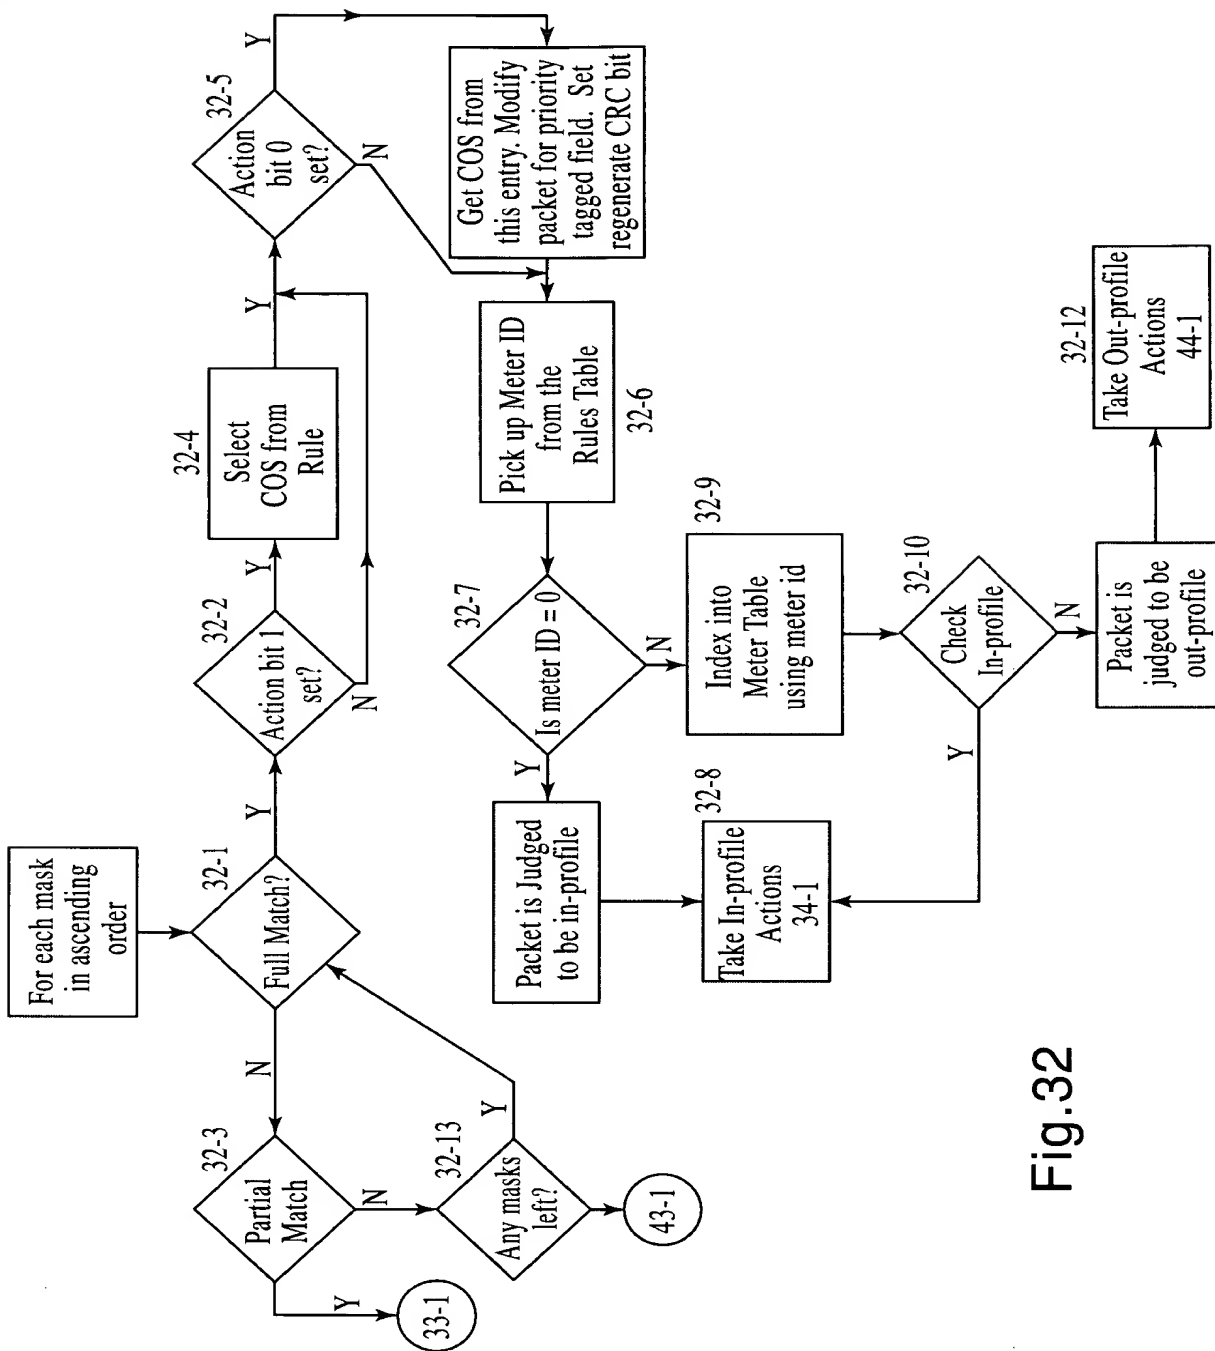 For each mask
in ascending
order
32-1
Full Match?
Y
N
32-3
Partial
Match
Y
33-1
N
32-13
Any masks
left?
Y
43-1
32-2
Action bit 1
set?
Y
N
32-4
Select
COS from
Rule
Y
32-5
Action
bit 0
set?
Y
N
Get COS from
this entry. Modify
packet for priority
tagged field. Set
regenerate CRC bit
Pick up Meter ID
from the
Rules Table
32-6
32-7
Is meter ID = 0
Y
N
Packet is Judged
to be in-profile
32-8
Take In-profile
Actions
34-1
32-9
Index into
Meter Table
using meter id
32-10
Check
In-profile
Y
N
Packet is
judged to be
out-profile
32-12
Take Out-profile
Actions
44-1
Fig.32